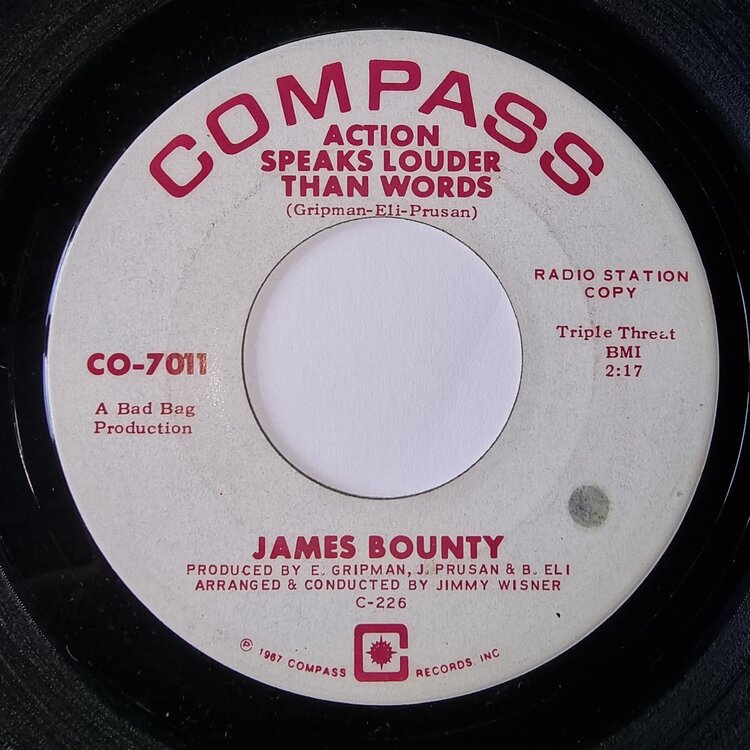 COMPASS
ACTION
SPEAKS LOUDER
THAN WORDS
(Gripman-Eli-Prusan)
RADIO STATION
COPY
Triple Threat
BMI
2:17
CO-7011
A Bad Bag
Production
JAMES BOUNTY
PRODUCED BY E. GRIPMAN, J. PRUSAN & B. ELI
ARRANGED & CONDUCTED BY JIMMY WISNER
C-226
℗ 1967 COMPASS C RECORDS, INC